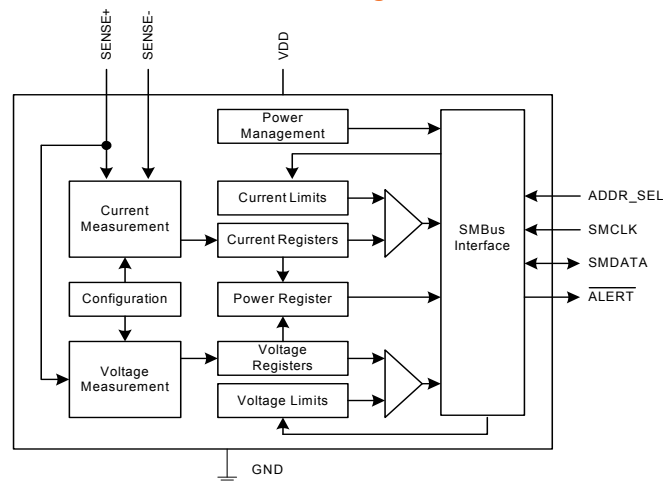 SENSE+
SENSE-
VDD
Power
Management
Current
Measurement
Current Limits
Current Registers
SMBus
Interface
ADDR_SEL
SMCLK
SMDATA
ALERT
Configuration
Power Register
Voltage
Measurement
Voltage
Registers
Voltage Limits
GND